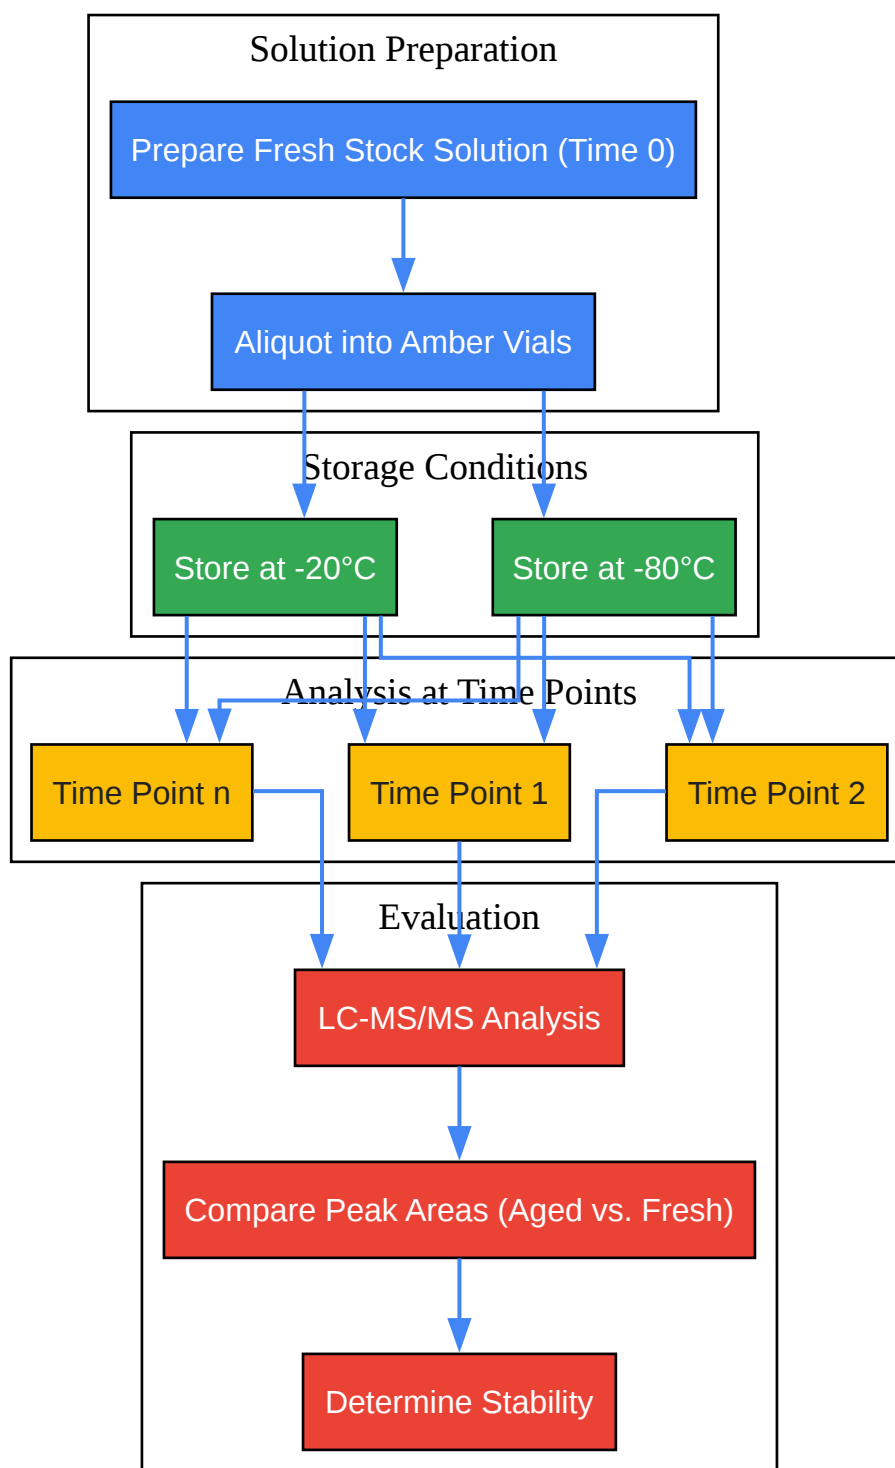 Solution Preparation
Prepare Fresh Stock Solution (Time 0)
Aliquot into Amber Vials
Storage Conditions
Store at -20°C
Store at -80°C
Analysis at Time Points
Time Point n
Time Point 1
Time Point 2
Evaluation
LC-MS/MS Analysis
Compare Peak Areas (Aged vs. Fresh)
Determine Stability